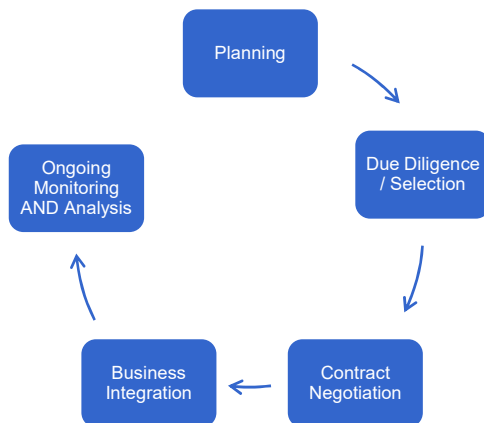 Planning
Due Diligence
/ Selection
Contract
Negotiation
Business
Integration
Ongoing
Monitoring
AND Analysis